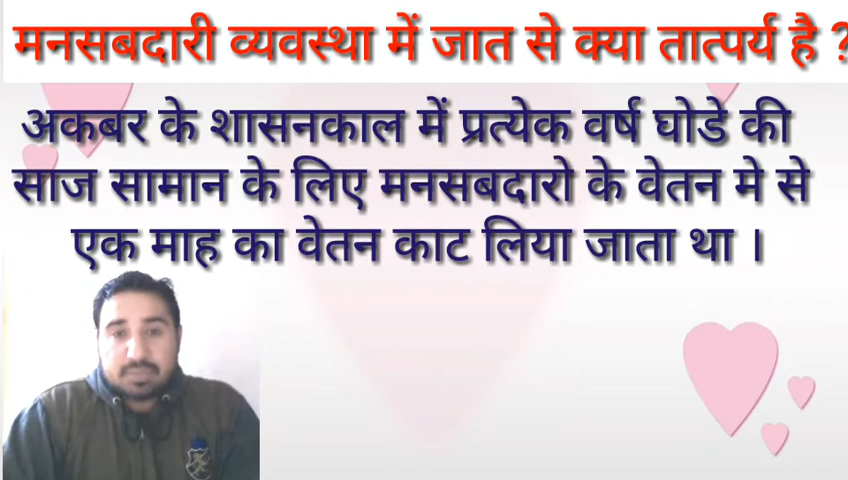 मनसबदारी व्यवस्था में जात से क्या तात्पर्य है ?
अकबर के शासनकाल में प्रत्येक वर्ष घोडे की
साज सामान के लिए मनसबदारो के वेतन मे से
एक माह का वेतन काट लिया जाता था ।